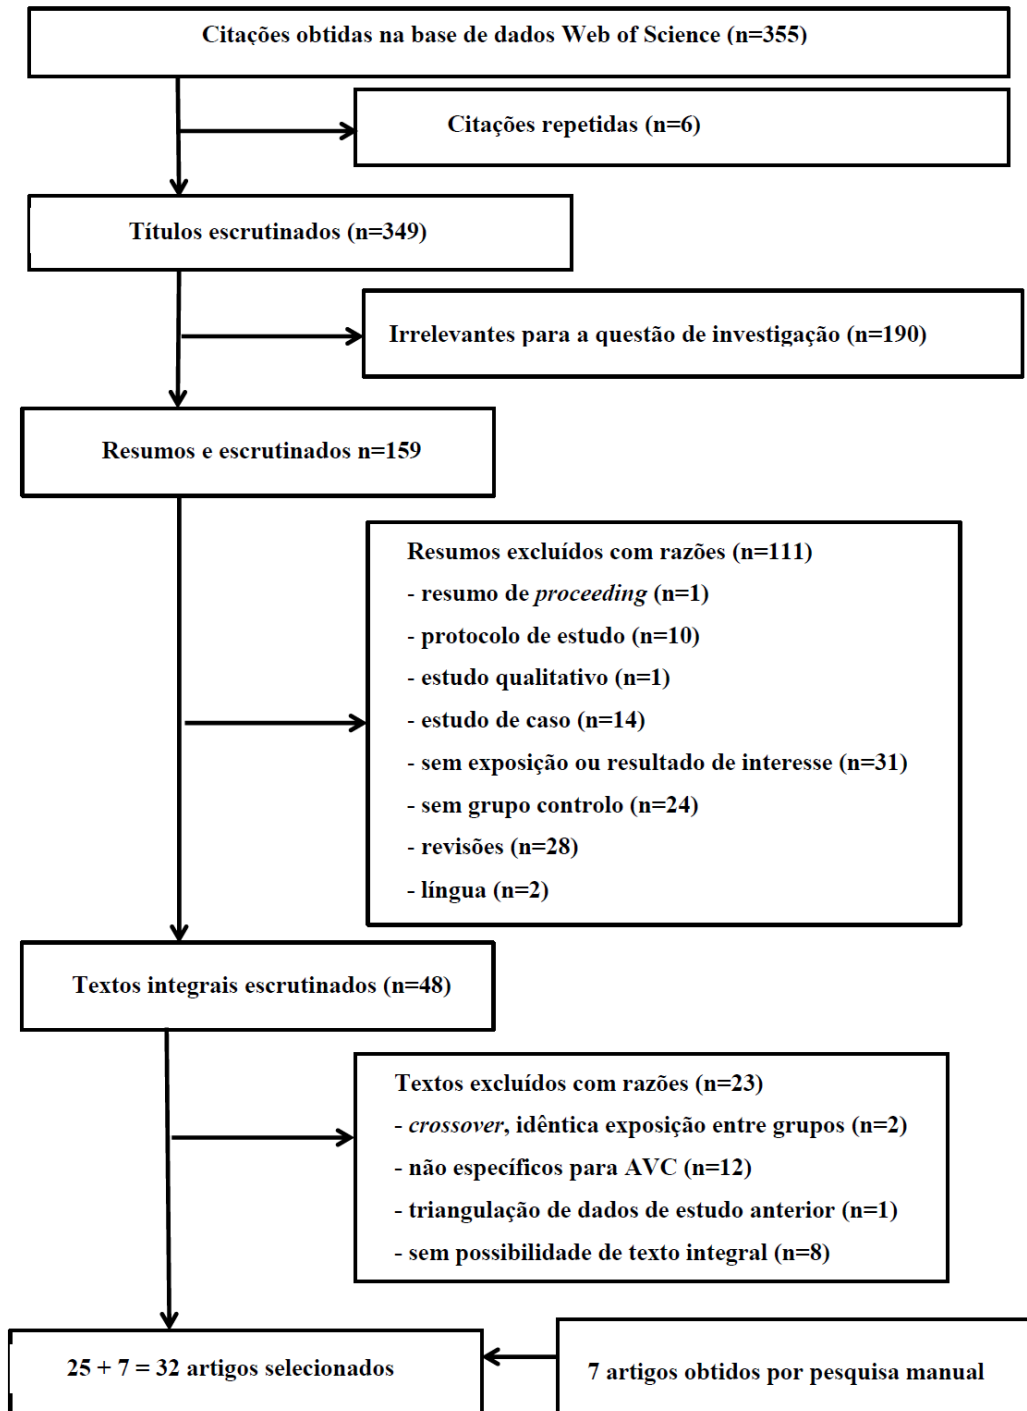 Citações obtidas na base de dados Web of Science (n=355)
Citações repetidas (n=6)
Títulos escrutinados (n=349)
Irrelevantes para a questão de investigação (n=190)
Resumos e escrutinados n=159
Resumos excluídos com razões (n=111)
- resumo de proceeding (n=1)
- protocolo de estudo (n=10)
- estudo qualitativo (n=1)
- estudo de caso (n=14)
- sem exposição ou resultado de interesse (n=31)
- sem grupo controlo (n=24)
- revisões (n=28)
- língua (n=2)
Textos integrais escrutinados (n=48)
Textos excluídos com razões (n=23)
- crossover, idêntica exposição entre grupos (n=2)
- não específicos para AVC (n=12)
- triangulação de dados de estudo anterior (n=1)
- sem possibilidade de texto integral (n=8)
25 + 7 = 32 artigos selecionados
7 artigos obtidos por pesquisa manual